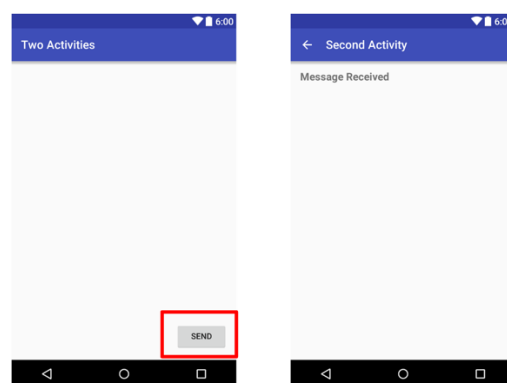 6:00
Two Activities
SEND
6:0
Second Activity
Message Received